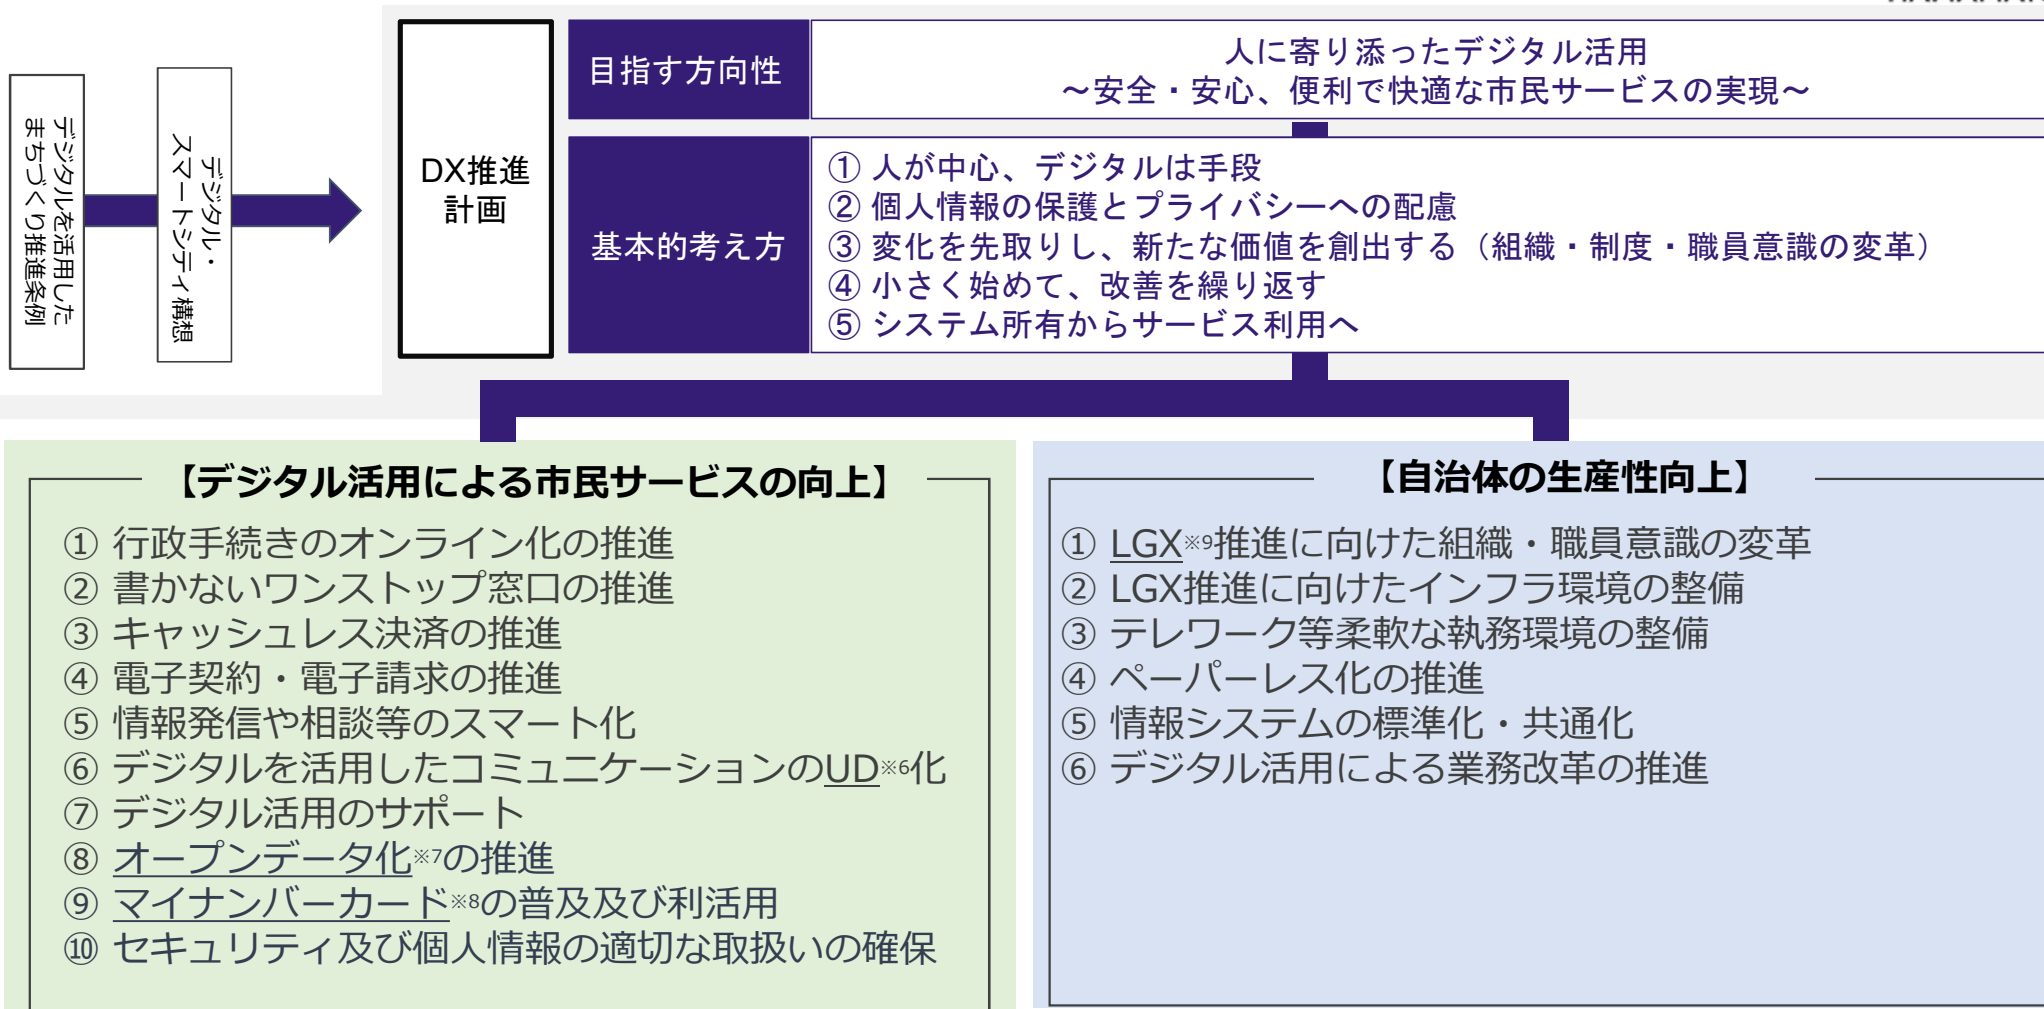 デジタルを活用した
まちづくり推進条例
デジタル・
スマートシティ構想
DX推進
計画
目指す方向性
人に寄り添ったデジタル活用
～安全・安心、便利で快適な市民サービスの実現～
基本的考え方
① 人が中心、デジタルは手段
② 個人情報の保護とプライバシーへの配慮
③ 変化を先取りし、新たな価値を創出する（組織・制度・職員意識の変革）
④ 小さく始めて、改善を繰り返す
⑤ システム所有からサービス利用へ
【デジタル活用による市民サービスの向上】
① 行政手続きのオンライン化の推進
② 書かないワンストップ窓口の推進
③ キャッシュレス決済の推進
④ 電子契約・電子請求の推進
⑤ 情報発信や相談等のスマート化
⑥ デジタルを活用したコミュニケーションのUD※6化
⑦ デジタル活用のサポート
⑧ オープンデータ化※7の推進
⑨ マイナンバーカード※8の普及及び利活用
⑩ セキュリティ及び個人情報の適切な取扱いの確保
【自治体の生産性向上】
① LGX※9推進に向けた組織・職員意識の変革
② LGX推進に向けたインフラ環境の整備
③ テレワーク等柔軟な執務環境の整備
④ ペーパーレス化の推進
⑤ 情報システムの標準化・共通化
⑥ デジタル活用による業務改革の推進